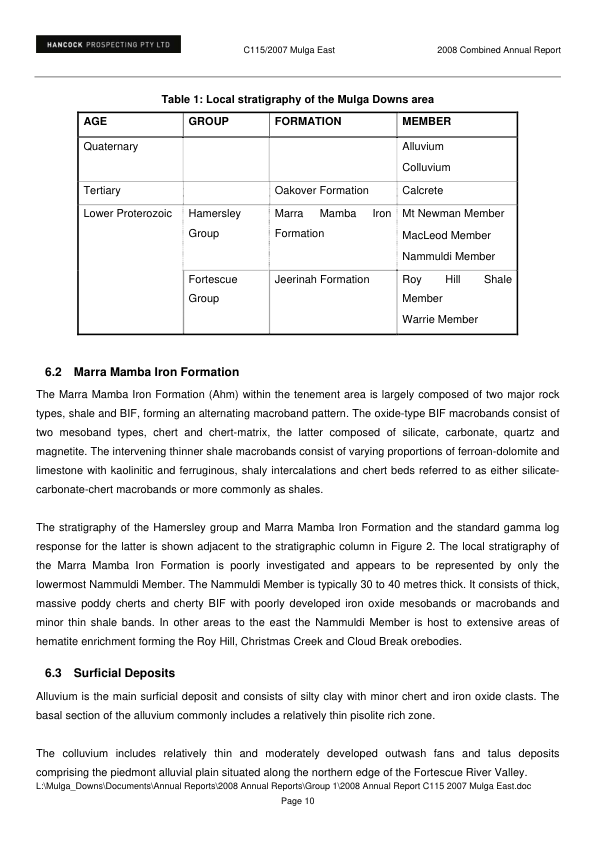 HANCOCK PROSPECTING PTY LTD
C115/2007 Mulga East
2008 Combined Annual Report
Table 1: Local stratigraphy of the Mulga Downs area
AGE GROUP FORMATION MEMBER
Quaternary Alluvium
Colluvium
Tertiary Oakover Formation Calcrete
Lower Proterozoic Hamersley Marra Mamba Iron Mt Newman Member
Group Formation MacLeod Member
Nammuldi Member
Fortescue Jeerinah Formation Roy Hill Shale
Group Member
Warrie Member
6.2 Marra Mamba Iron Formation
The Marra Mamba Iron Formation (Ahm) within the tenement area is largely composed of two major rock
types, shale and BIF, forming an alternating macroband pattern. The oxide-type BIF macrobands consist of
two mesoband types, chert and chert-matrix, the latter composed of silicate, carbonate, quartz and
magnetite. The intervening thinner shale macrobands consist of varying proportions of ferroan-dolomite and
limestone with kaolinitic and ferruginous, shaly intercalations and chert beds referred to as either silicate-
carbonate-chert macrobands or more commonly as shales.
The stratigraphy of the Hamersley group and Marra Mamba Iron Formation and the standard gamma log
response for the latter is shown adjacent to the stratigraphic column in Figure 2. The local stratigraphy of
the Marra Mamba Iron Formation is poorly investigated and appears to be represented by only the
lowermost Nammuldi Member. The Nammuldi Member is typically 30 to 40 metres thick. It consists of thick,
massive poddy cherts and cherty BIF with poorly developed iron oxide mesobands or macrobands and
minor thin shale bands. In other areas to the east the Nammuldi Member is host to extensive areas of
hematite enrichment forming the Roy Hill, Christmas Creek and Cloud Break orebodies.
6.3 Surficial Deposits
Alluvium is the main surficial deposit and consists of silty clay with minor chert and iron oxide clasts. The
basal section of the alluvium commonly includes a relatively thin pisolite rich zone.
The colluvium includes relatively thin and moderately developed outwash fans and talus deposits
comprising the piedmont alluvial plain situated along the northern edge of the Fortescue River Valley.
L:\Mulga_Downs\Documents\Annual Reports\2008 Annual Reports\Group 1\2008 Annual Report C115 2007 Mulga East.doc
Page 10